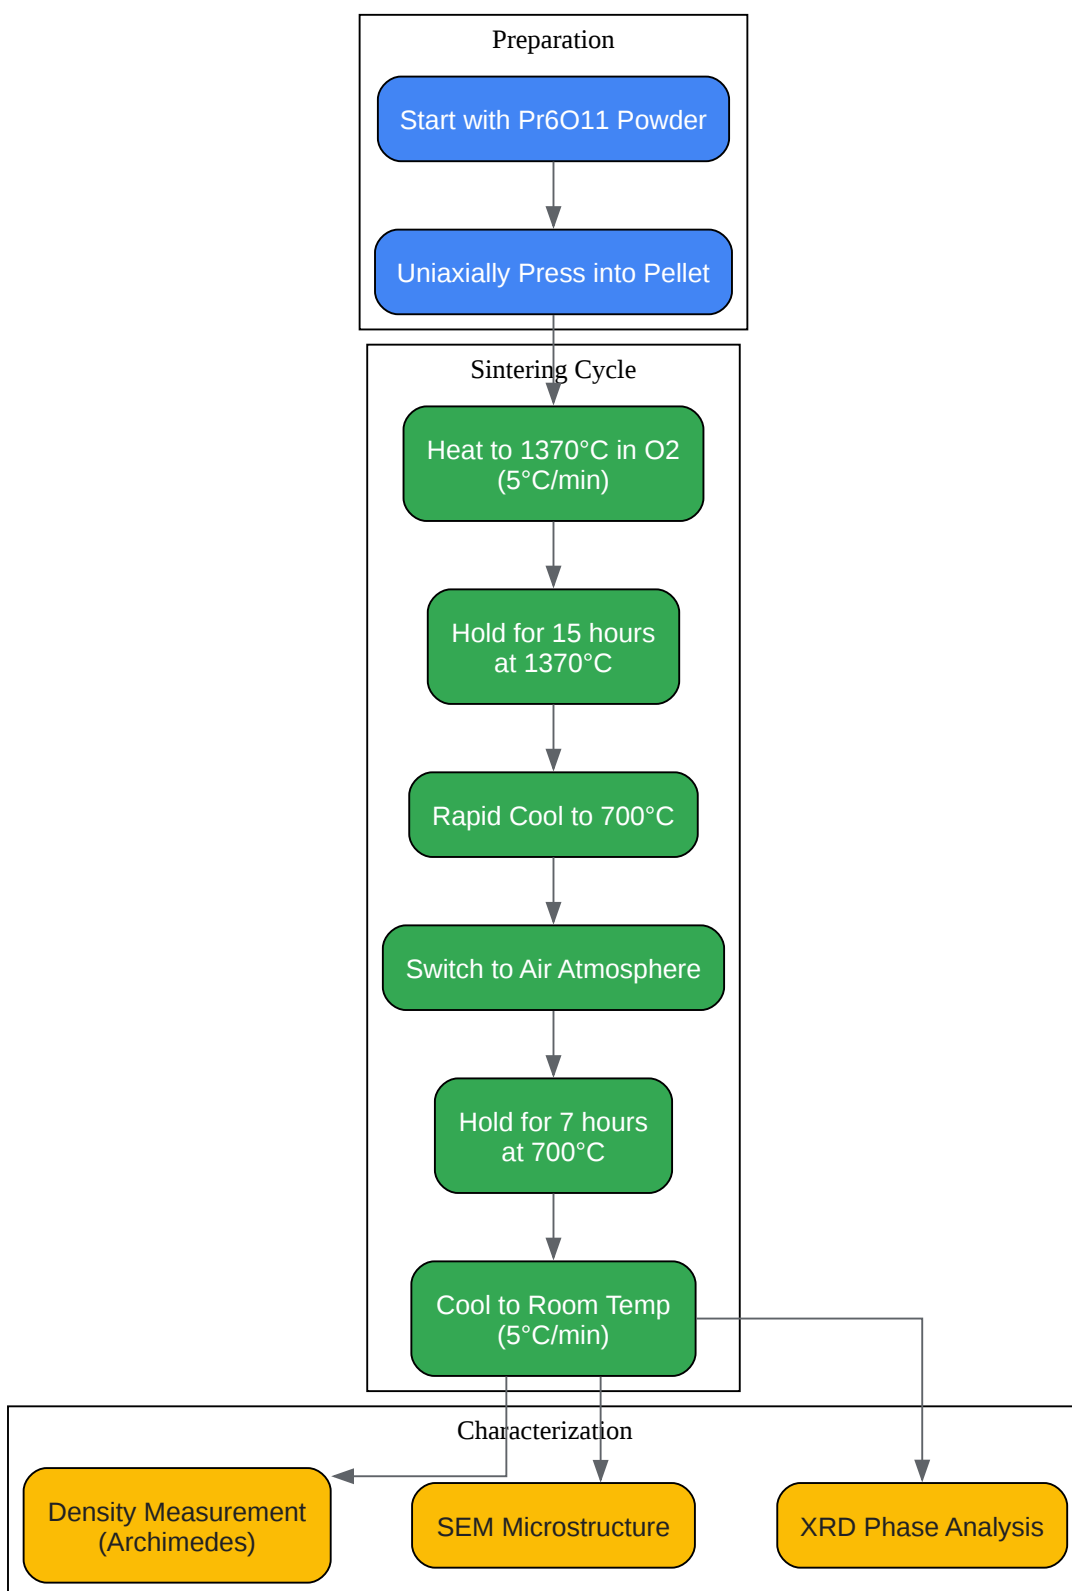 Preparation
Start with Pr6O11 Powder
Uniaxially Press into Pellet
Sintering Cycle
Heat to 1370°C in O2
(5°C/min)
Hold for 15 hours
at 1370°C
Rapid Cool to 700°C
Switch to Air Atmosphere
Hold for 7 hours
at 700°C
Cool to Room Temp
(5°C/min)
Characterization
Density Measurement
(Archimedes)
SEM Microstructure
XRD Phase Analysis